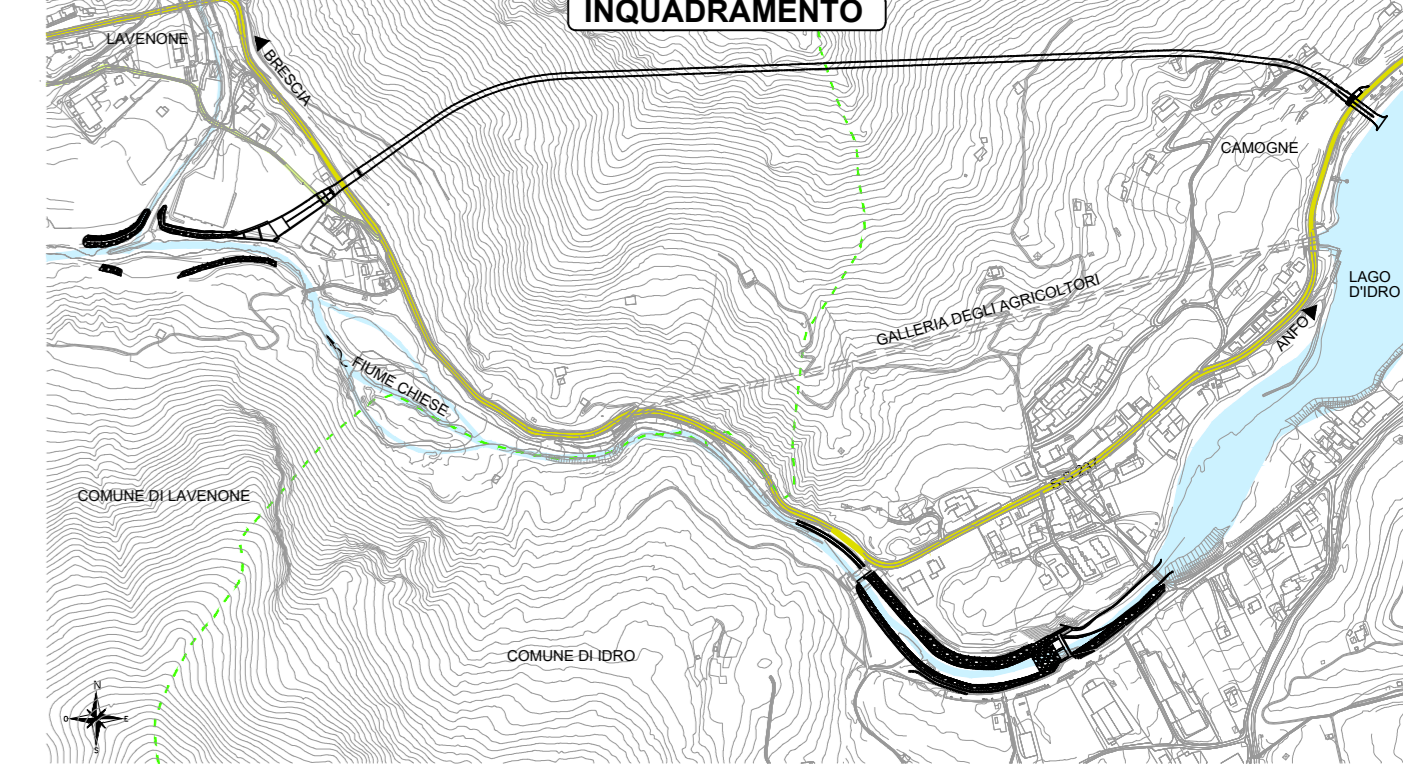 INQUADRAMENTO
LAVENONE
BRESCIA
CAMOGNE
LAGO
D'IDRO
GALLERIA DEGLI AGRICOLTORI
ANFO
FIUME CHIESE
COMUNE DI LAVENONE
COMUNE DI IDRO
N
O
E
S